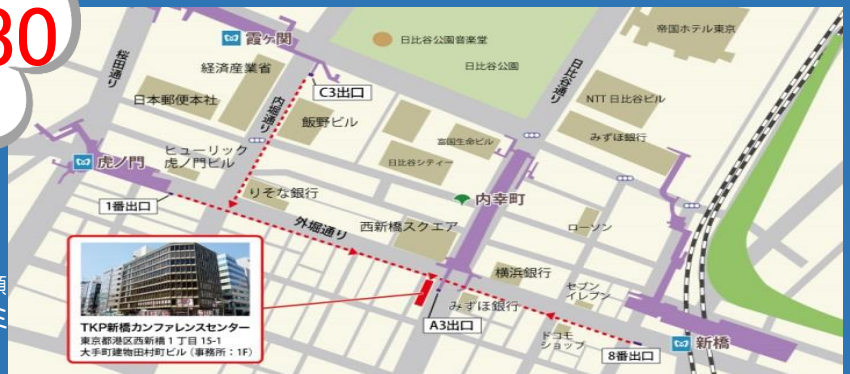 30
霞ケ関
日比谷公園音楽堂
帝国ホテル東京
桜田通り
経済産業省
日比谷公園
日比谷通り
C3出口
日本郵便本社
内堀通り
飯野ビル
NTT 日比谷ビル
富国生命ビル
みずほ銀行
ヒューリック
虎ノ門ビル
虎ノ門
日比谷シティー
りそな銀行
内幸町
1番出口
外堀通り
西新橋スクエア
ローソン
横浜銀行
セブン
イレブン
みずほ銀行
TKP新橋カンファレンスセンター
東京都港区西新橋1丁目15-1
大手町建物田村町ビル（事務所：1F）
A3出口
ドコモ
ショップ
8番出口
新橋